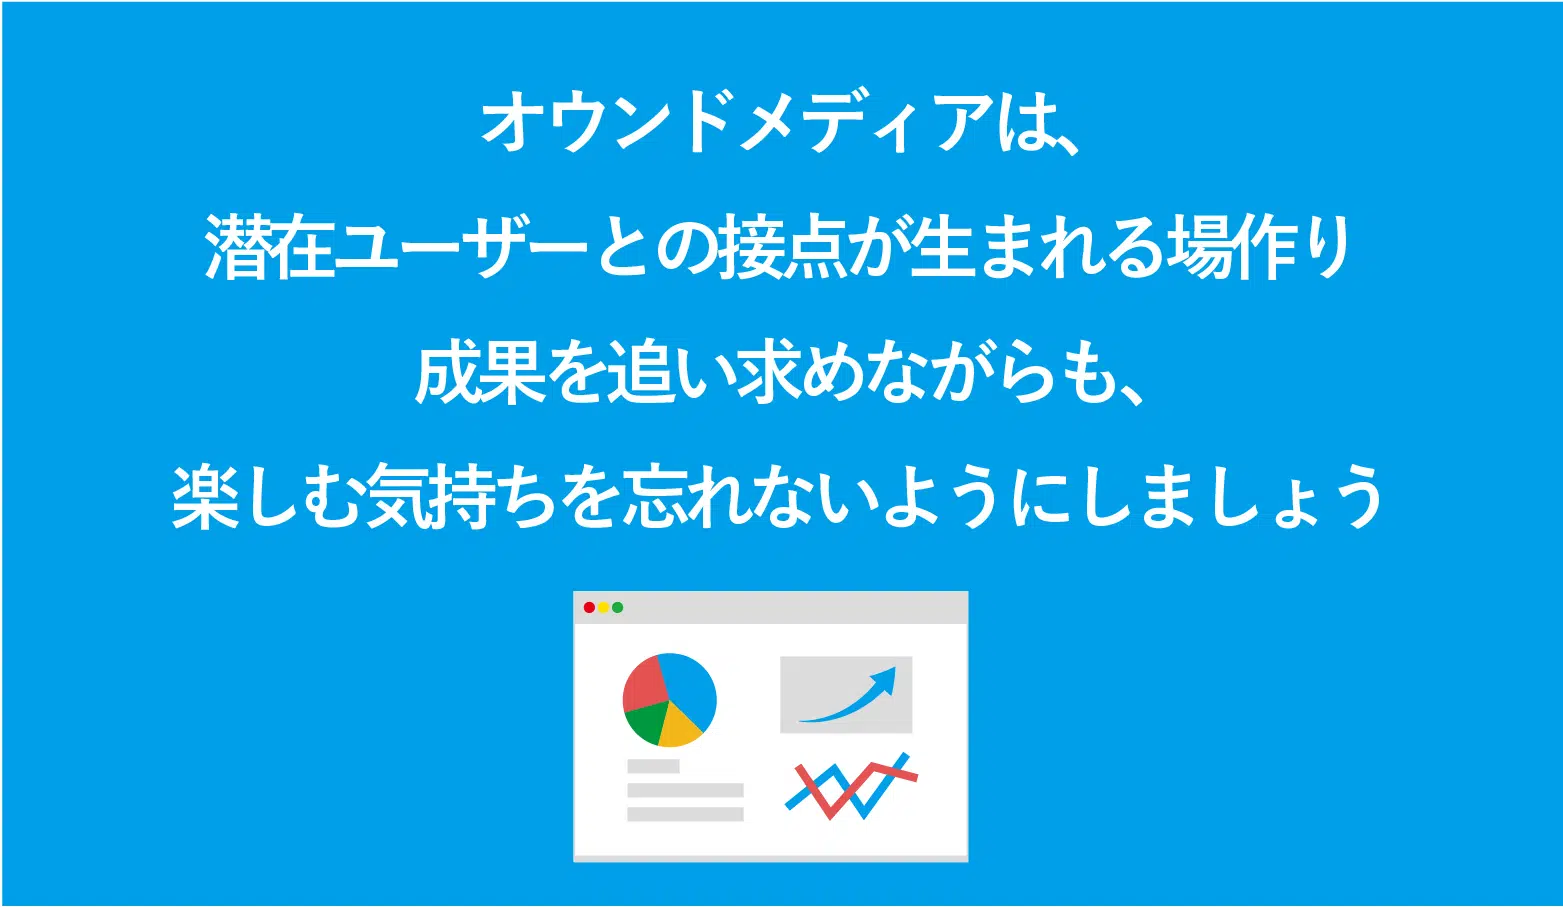 オウンドメディアは、
潜在ユーザーとの接点が生まれる場作り
成果を追い求めながらも、
楽しむ気持ちを忘れないようにしましょう